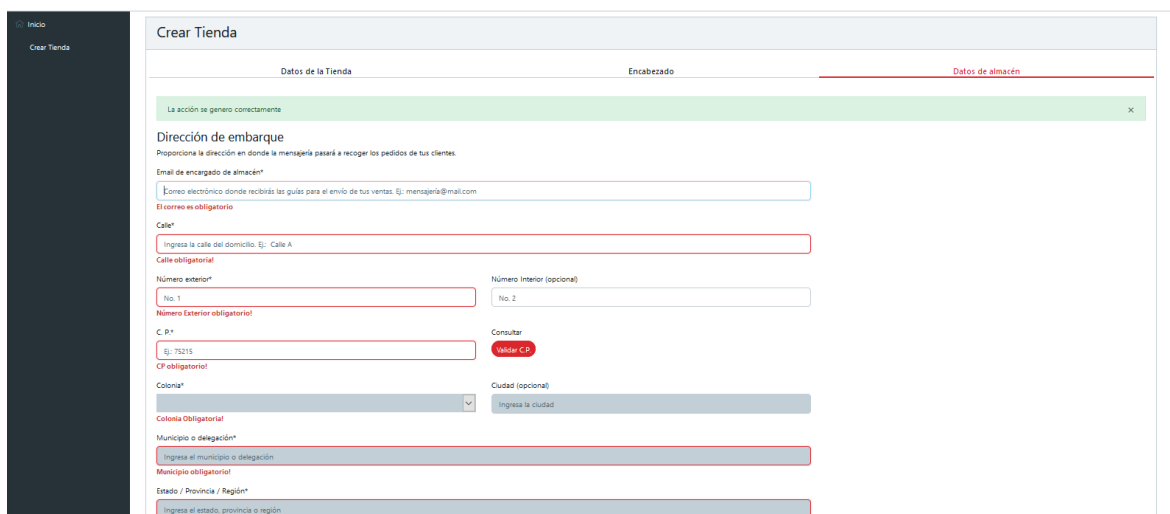 Inicio
Crear Tienda
Crear Tienda
Datos de la Tienda
Encabezado
Datos de almacén
La acción se genero correctamente
×
Dirección de embarque
Proporciona la dirección en donde la mensajería pasará a recoger los pedidos de tus clientes.
Email de encargado de almacén*
Correo electrónico donde recibirás las guías para el envío de tus ventas. Ej.: mensajería@mail.com
El correo es obligatorio
Calle*
Ingresa la calle del domicilio. Ej.: Calle A
Calle obligatoria!
Número exterior* Número Interior (opcional)
No. 1 No. 2
Número Exterior obligatorio!
C. P.* Consultar
Ej.: 75215 Validar C.P.
CP obligatorio!
Colonia* Ciudad (opcional)
Ingresa la ciudad
Colonia Obligatoria!
Municipio o delegación*
Ingresa el municipio o delegación
Municipio obligatorio!
Estado / Provincia / Región*
Ingresa el estado, provincia o región